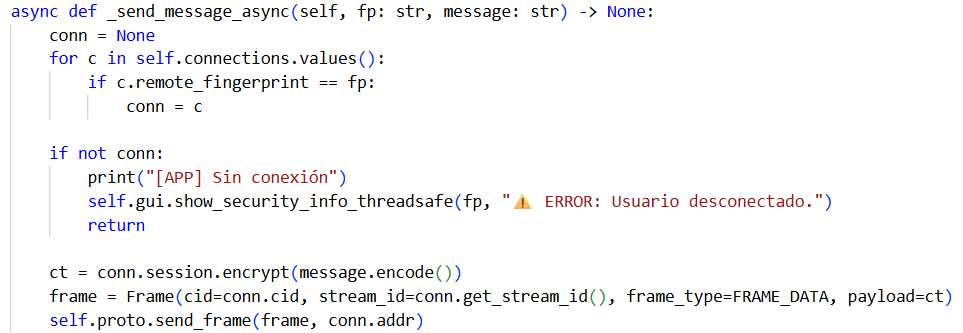 async def _send_message_async(self, fp: str, message: str) -> None:
    conn = None
    for c in self.connections.values():
        if c.remote_fingerprint == fp:
            conn = c
    if not conn:
        print("[APP] Sin conexión")
        self.gui.show_security_info_threadsafe(fp, "⚠️ ERROR: Usuario desconectado.")
        return
    ct = conn.session.encrypt(message.encode())
    frame = Frame(cid=conn.cid, stream_id=conn.get_stream_id(), frame_type=FRAME_DATA, payload=ct)
    self.proto.send_frame(frame, conn.addr)